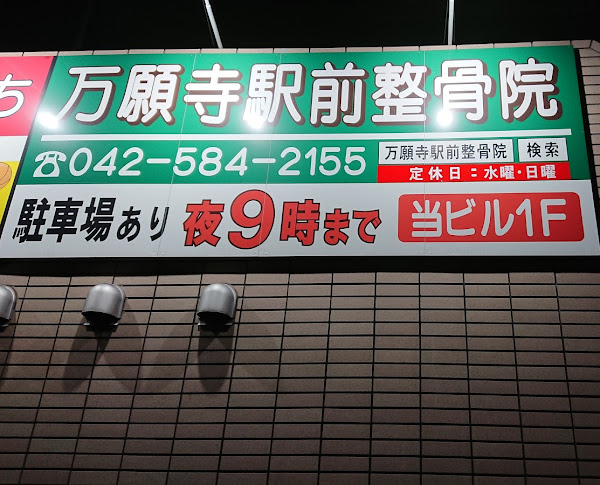 ち
万願寺駅前整骨院
☎042-584-2155
万願寺駅前整骨院 検索
定休日：水曜・日曜
駐車場あり 夜9時まで 当ビル1F